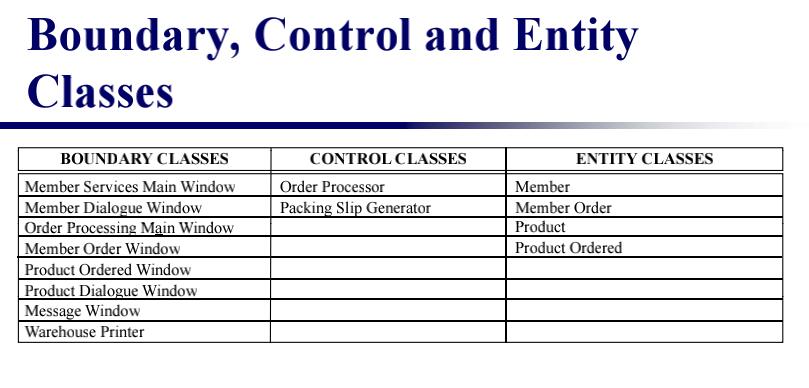 Boundary, Control and Entity
Classes
BOUNDARY CLASSES CONTROL CLASSES ENTITY CLASSES
Member Services Main Window Order Processor Member
Member Dialogue Window Packing Slip Generator Member Order
Order Processing Main Window Product
Member Order Window Product Ordered
Product Ordered Window
Product Dialogue Window
Message Window
Warehouse Printer